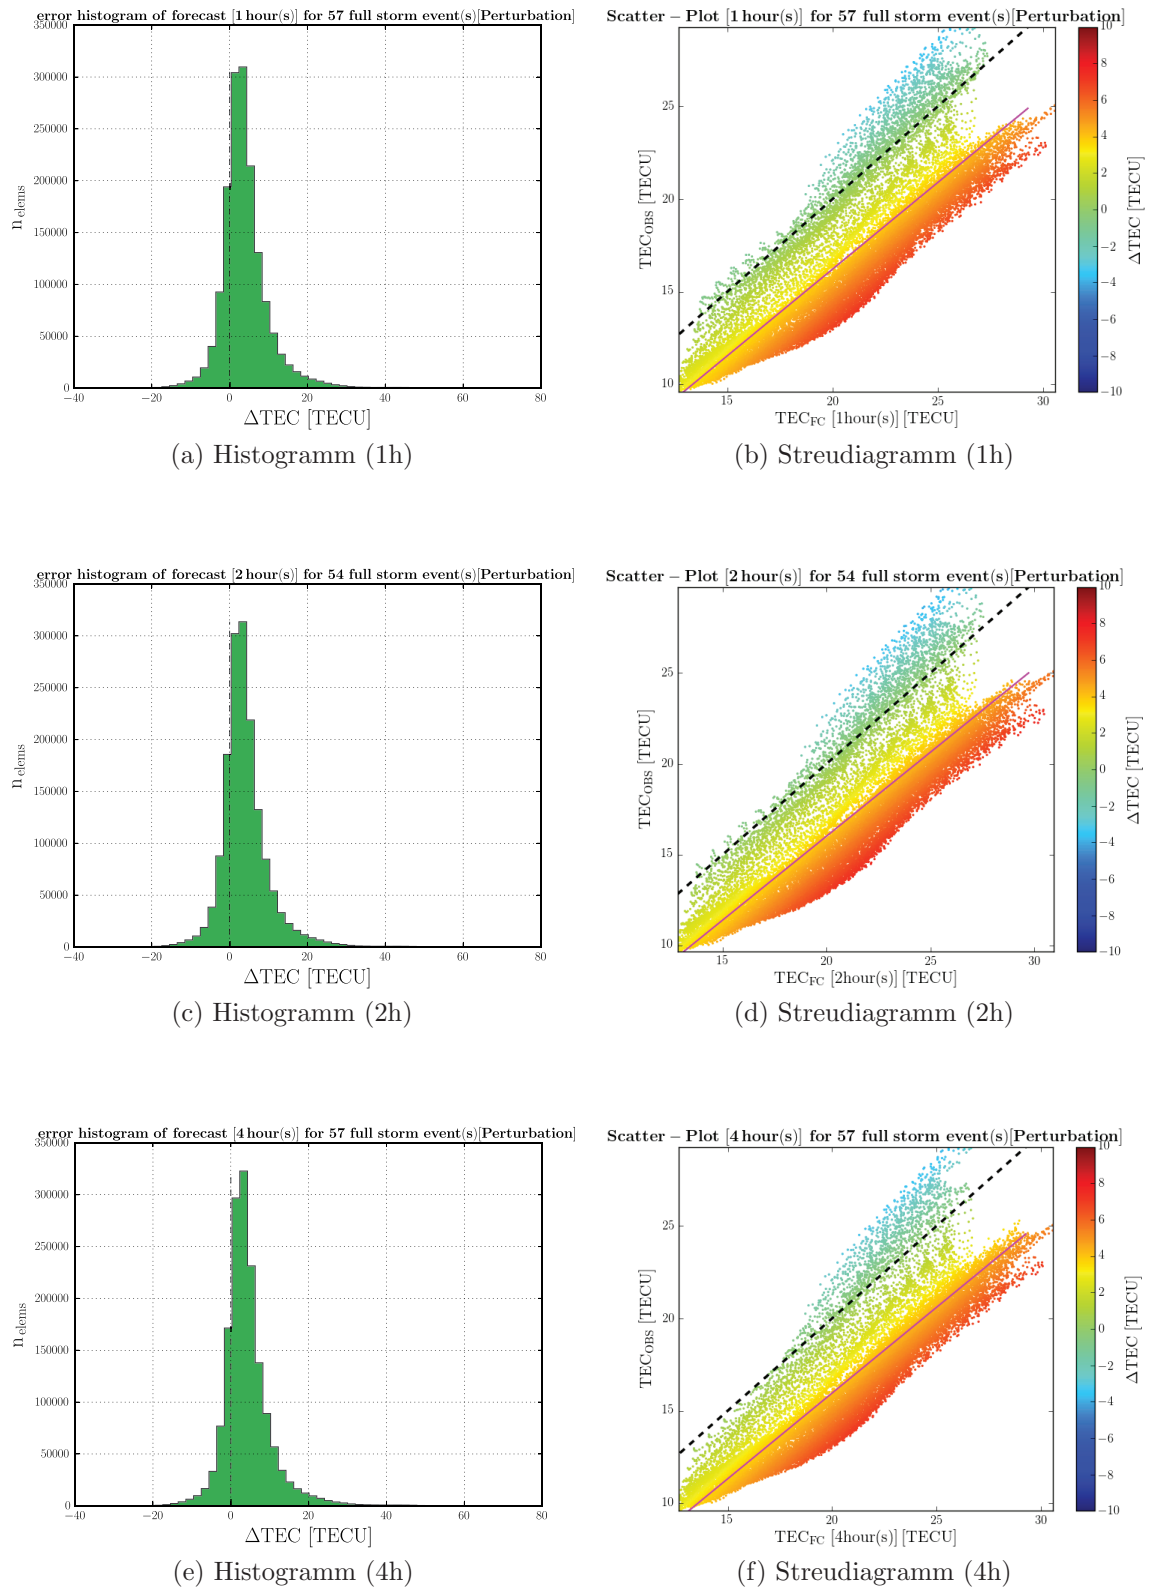 error histogram of forecast [1 hour(s)] for 57 full storm event(s)[Perturbation]
350000
300000
250000
200000
150000
100000
50000
0
n elems
−40 −20 0 20 40 60 80
ΔTEC [TECU]
(a) Histogramm (1h)
Scatter − Plot [1 hour(s)] for 57 full storm event(s)[Perturbation]
25
20
15
10
TEC_OBS [TECU]
15 20 25 30
TEC_FC [1hour(s)] [TECU]
10
8
6
4
2
0
−2
−4
−6
−8
−10
ΔTEC [TECU]
(b) Streudiagramm (1h)
error histogram of forecast [2 hour(s)] for 54 full storm event(s)[Perturbation]
350000
300000
250000
200000
150000
100000
50000
0
n elems
−40 −20 0 20 40 60 80
ΔTEC [TECU]
(c) Histogramm (2h)
Scatter − Plot [2 hour(s)] for 54 full storm event(s)[Perturbation]
25
20
15
10
TEC_OBS [TECU]
15 20 25 30
TEC_FC [2hour(s)] [TECU]
10
8
6
4
2
0
−2
−4
−6
−8
−10
ΔTEC [TECU]
(d) Streudiagramm (2h)
error histogram of forecast [4 hour(s)] for 57 full storm event(s)[Perturbation]
350000
300000
250000
200000
150000
100000
50000
0
n elems
−40 −20 0 20 40 60 80
ΔTEC [TECU]
(e) Histogramm (4h)
Scatter − Plot [4 hour(s)] for 57 full storm event(s)[Perturbation]
25
20
15
10
TEC_OBS [TECU]
15 20 25 30
TEC_FC [4hour(s)] [TECU]
10
8
6
4
2
0
−2
−4
−6
−8
−10
ΔTEC [TECU]
(f) Streudiagramm (4h)